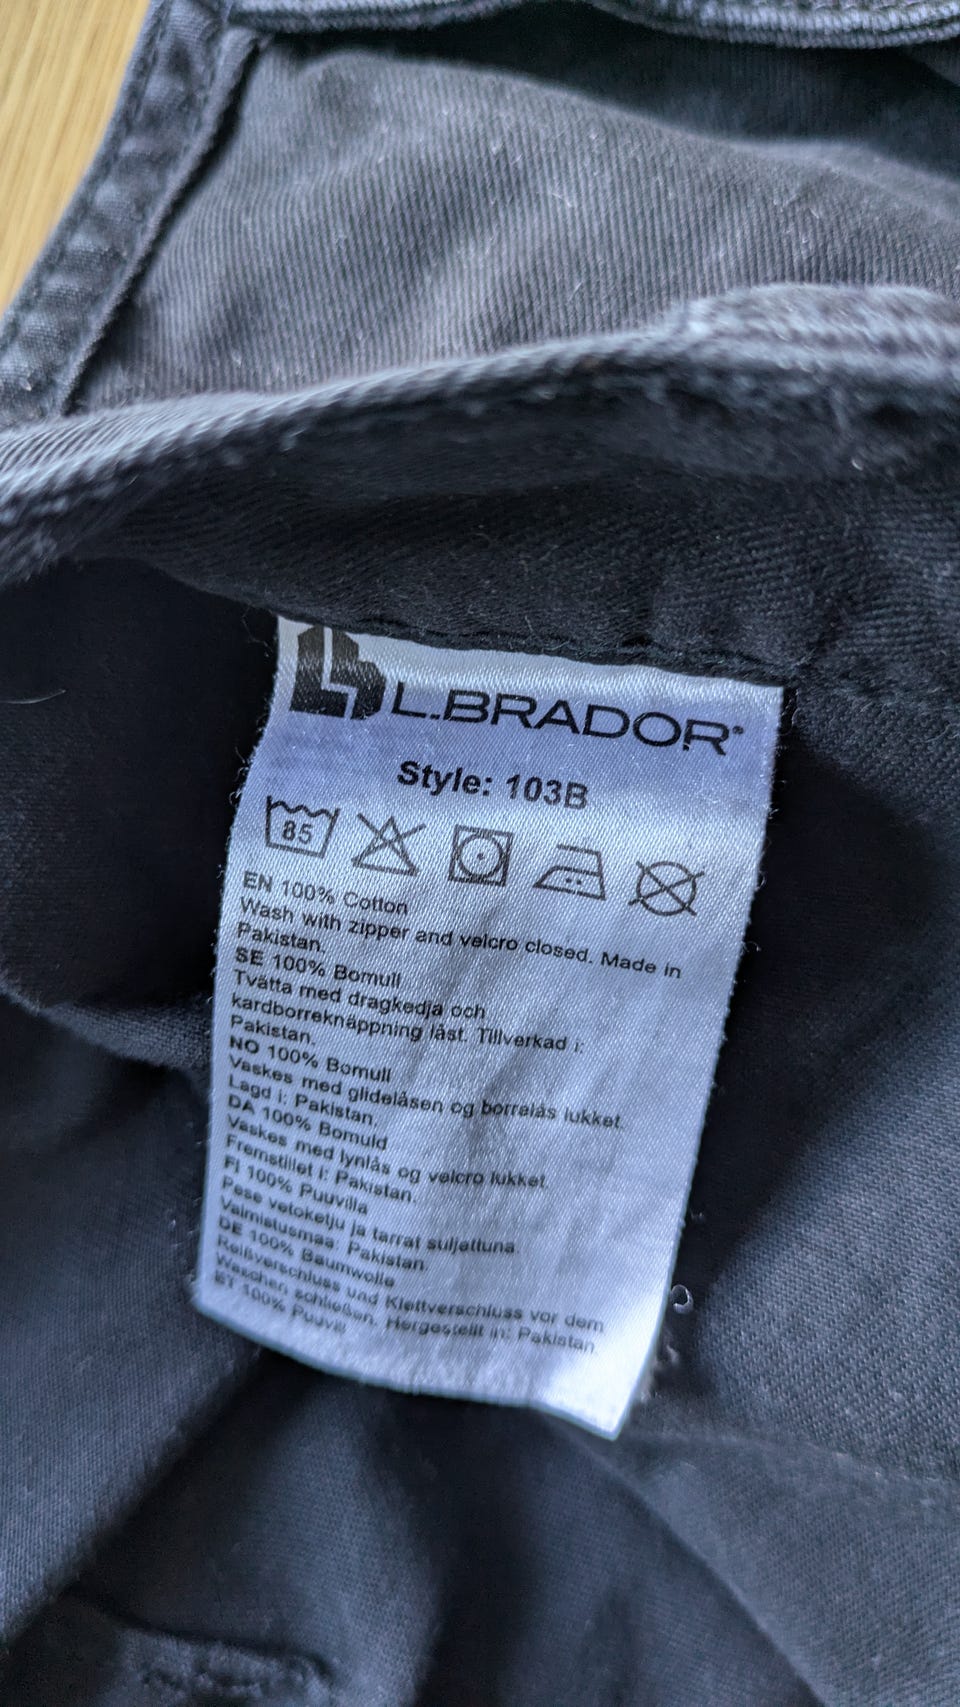 L.BRADOR®
Style: 103B
85
EN 100% Cotton
Wash with zipper and velcro closed. Made in
Pakistan.
SE 100% Bomull
Tvätta med dragkedja och
kardborreknäppning låst. Tillverkad i:
Pakistan.
NO 100% Bomull
Vaskes med glidelåsen og borrelås lukket.
Lagd i: Pakistan.
DA 100% Bomuld
Vaskes med lynlås og velcro lukket.
Fremstillet i: Pakistan.
FI 100% Puuvilla
Pese vetoketju ja tarrat suljettuna.
Valmistusmaa: Pakistan.
DE 100% Baumwolle
Reißverschluss und Klettverschluss vor dem
Waschen schließen. Hergestellt in: Pakistan.
ET 100% Puuvill